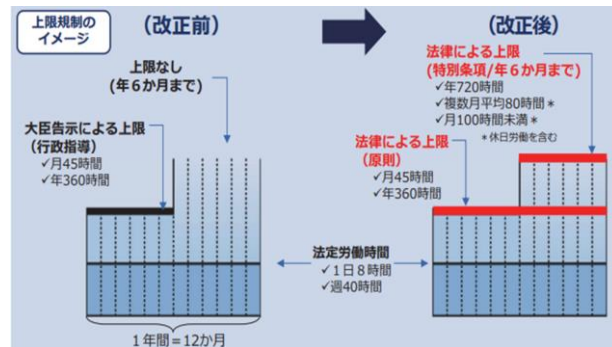 上限規制の
イメージ
(改正前)
(改正後)
上限なし
(年6か月まで)
大臣告示による上限
(行政指導)
✓月45時間
✓年360時間
法律による上限
(特別条項/年6か月まで)
✓年720時間
✓複数月平均80時間*
✓月100時間未満*
*休日労働を含む
法律による上限
(原則)
✓月45時間
✓年360時間
法定労働時間
✓1日8時間
✓週40時間
1年間=12か月